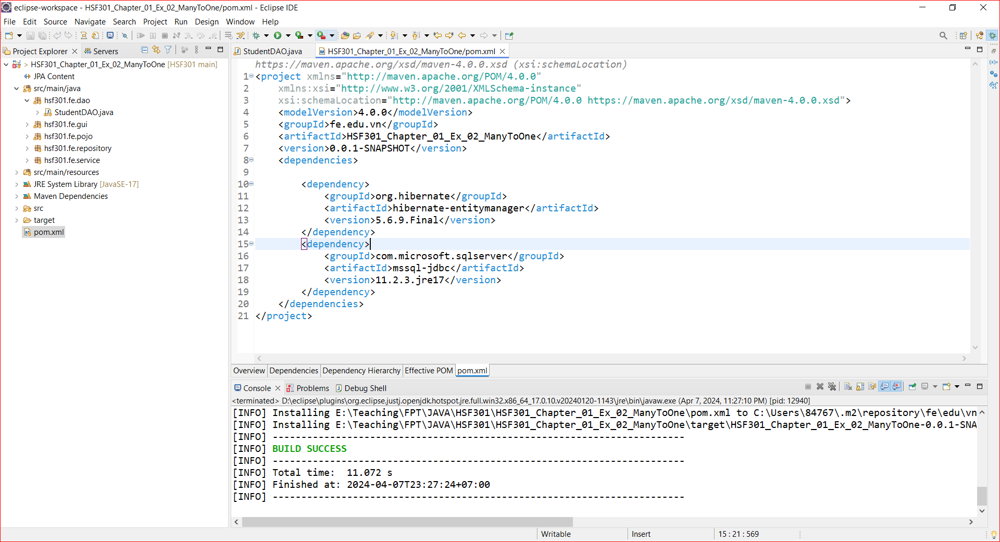 eclipse-workspace - HSF301_Chapter_01_Ex_02_ManyToOne/pom.xml - Eclipse IDE
File Edit Source Navigate Search Project Run Design Window Help
Project Explorer Servers
StudentDAO.java HSF301_Chapter_01_Ex_02_ManyToOne/pom.xml
> HSF301_Chapter_01_Ex_02_ManyToOne [HSF301 main]
JPA Content
src/main/java
hsf301.fe.dao
StudentDAO.java
hsf301.fe.gui
hsf301.fe.pojo
hsf301.fe.repository
hsf301.fe.service
src/main/resources
JRE System Library [JavaSE-17]
Maven Dependencies
src
target
pom.xml
https://maven.apache.org/xsd/maven-4.0.0.xsd (xsi:schemaLocation)
1 <project xmlns="http://maven.apache.org/POM/4.0.0"
2 xmlns:xsi="http://www.w3.org/2001/XMLSchema-instance"
3 xsi:schemaLocation="http://maven.apache.org/POM/4.0.0 https://maven.apache.org/xsd/maven-4.0.0.xsd">
4 <modelVersion>4.0.0</modelVersion>
5 <groupId>fe.edu.vn</groupId>
6 <artifactId>HSF301_Chapter_01_Ex_02_ManyToOne</artifactId>
7 <version>0.0.1-SNAPSHOT</version>
8 <dependencies>
9
10 <dependency>
11 <groupId>org.hibernate</groupId>
12 <artifactId>hibernate-entitymanager</artifactId>
13 <version>5.6.9.Final</version>
14 </dependency>
15 <dependency>
16 <groupId>com.microsoft.sqlserver</groupId>
17 <artifactId>mssql-jdbc</artifactId>
18 <version>11.2.3.jre17</version>
19 </dependency>
20 </dependencies>
21 </project>
Overview Dependencies Dependency Hierarchy Effective POM pom.xml
Console Problems Debug Shell
<terminated> D:\eclipse\plugins\org.eclipse.justj.openjdk.hotspot.jre.full.win32.x86_64_17.0.10.v20240120-1143\jre\bin\javaw.exe (Apr 7, 2024, 11:27:10 PM) [pid: 12940]
[INFO] Installing E:\Teaching\FPT\JAVA\HSF301\HSF301_Chapter_01_Ex_02_ManyToOne\pom.xml to C:\Users\84767\.m2\repository\fe\edu\vn
[INFO] Installing E:\Teaching\FPT\JAVA\HSF301\HSF301_Chapter_01_Ex_02_ManyToOne\target\HSF301_Chapter_01_Ex_02_ManyToOne-0.0.1-SNA
[INFO] ------------------------------------------------------------------------
[INFO] BUILD SUCCESS
[INFO] ------------------------------------------------------------------------
[INFO] Total time:  11.072 s
[INFO] Finished at: 2024-04-07T23:27:24+07:00
[INFO] ------------------------------------------------------------------------
Writable Insert 15 : 21 : 569